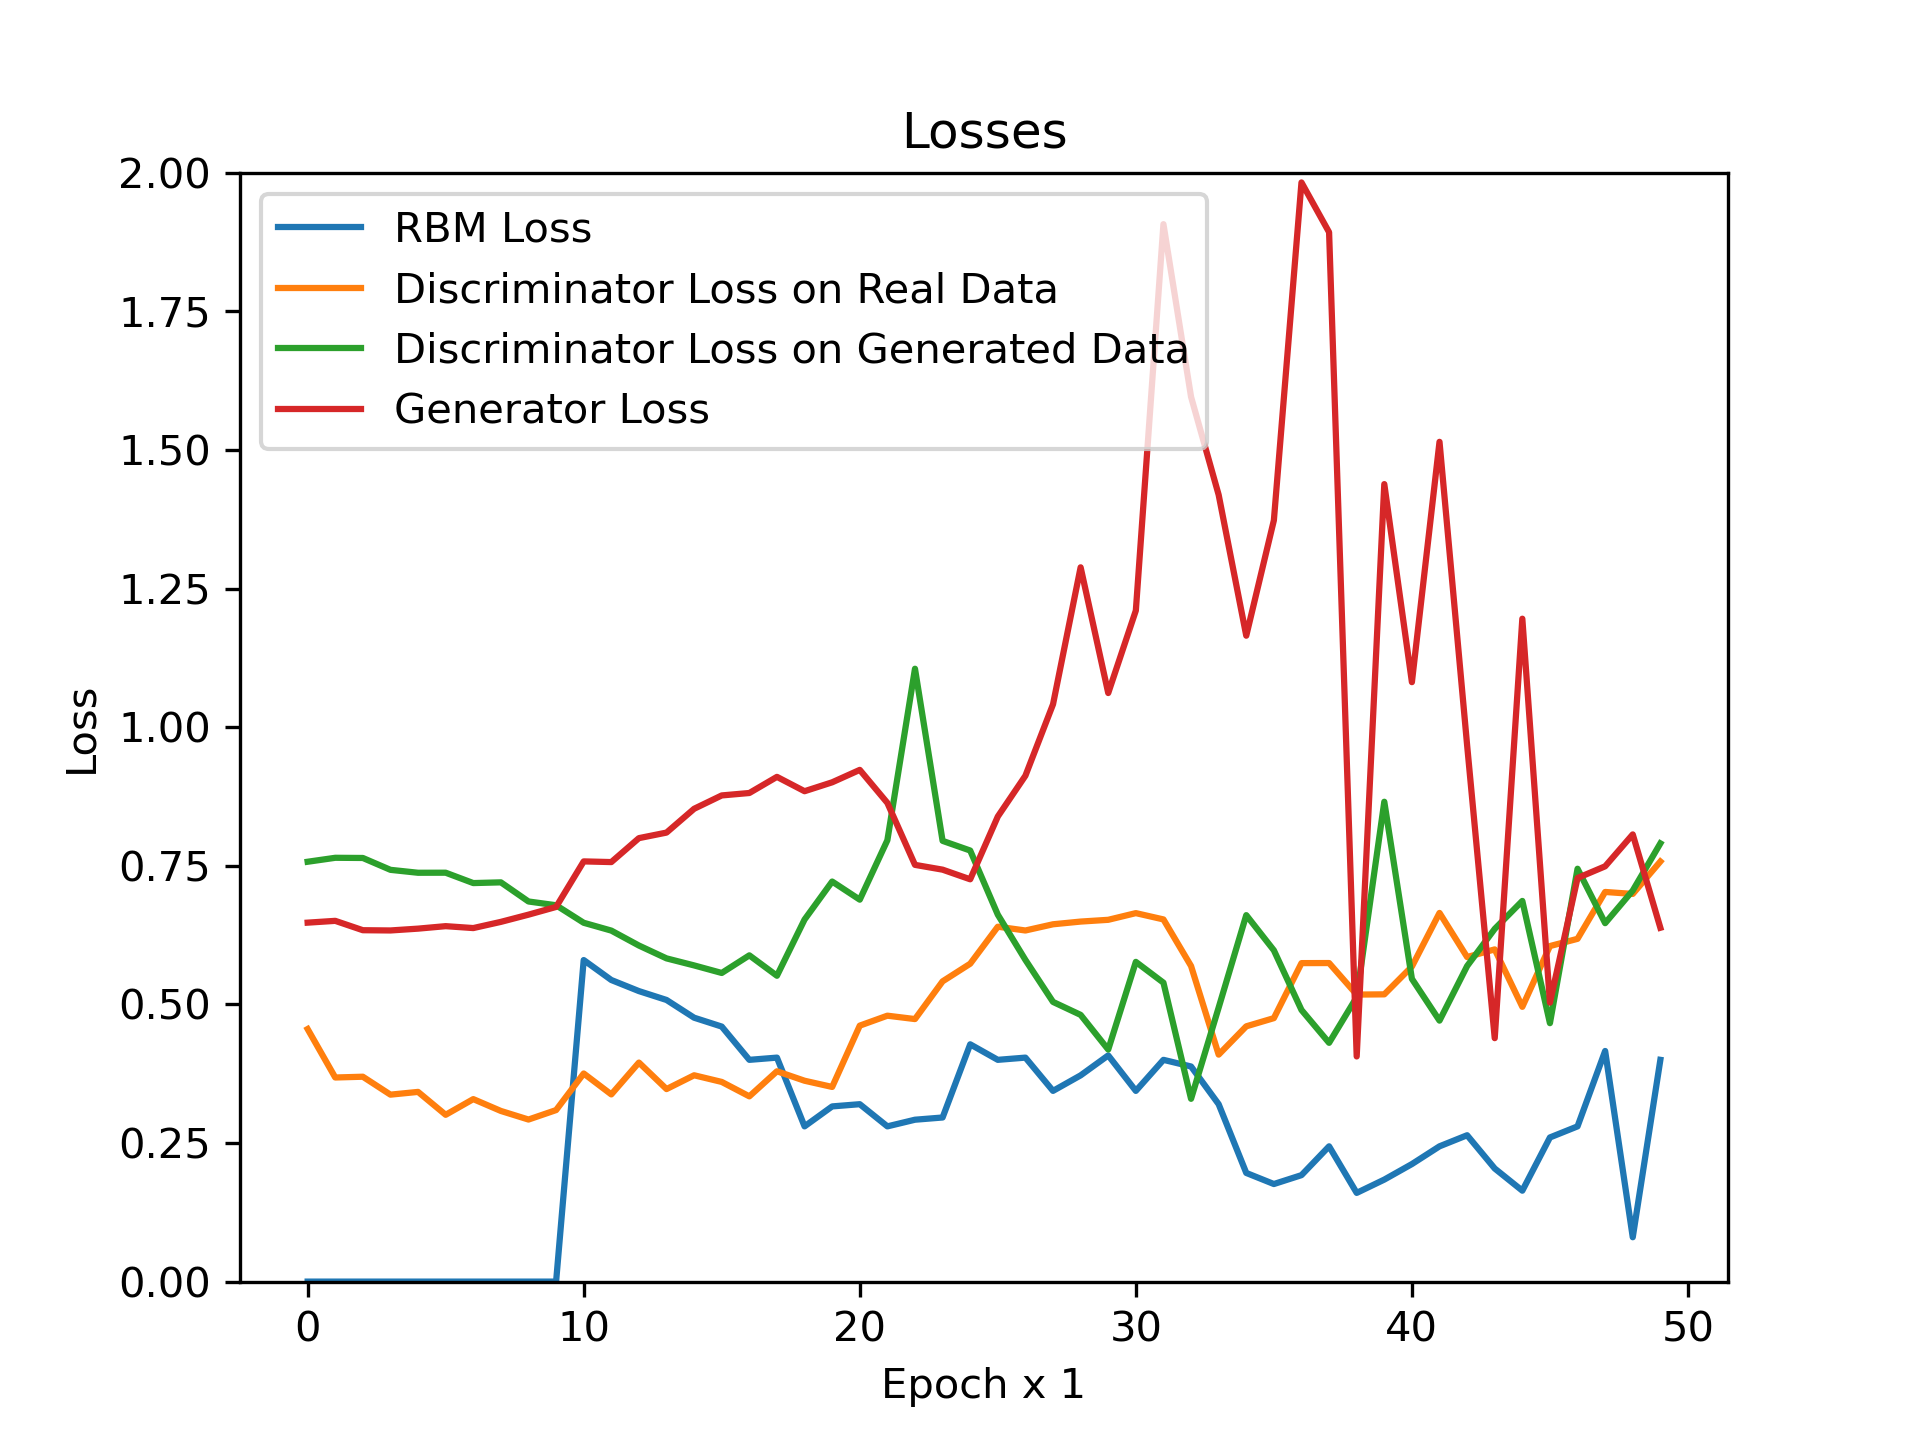 Losses
2.00
1.75
1.50
1.25
1.00
0.75
0.50
0.25
0.00
Loss
RBM Loss
Discriminator Loss on Real Data
Discriminator Loss on Generated Data
Generator Loss
0 10 20 30 40 50
Epoch x 1